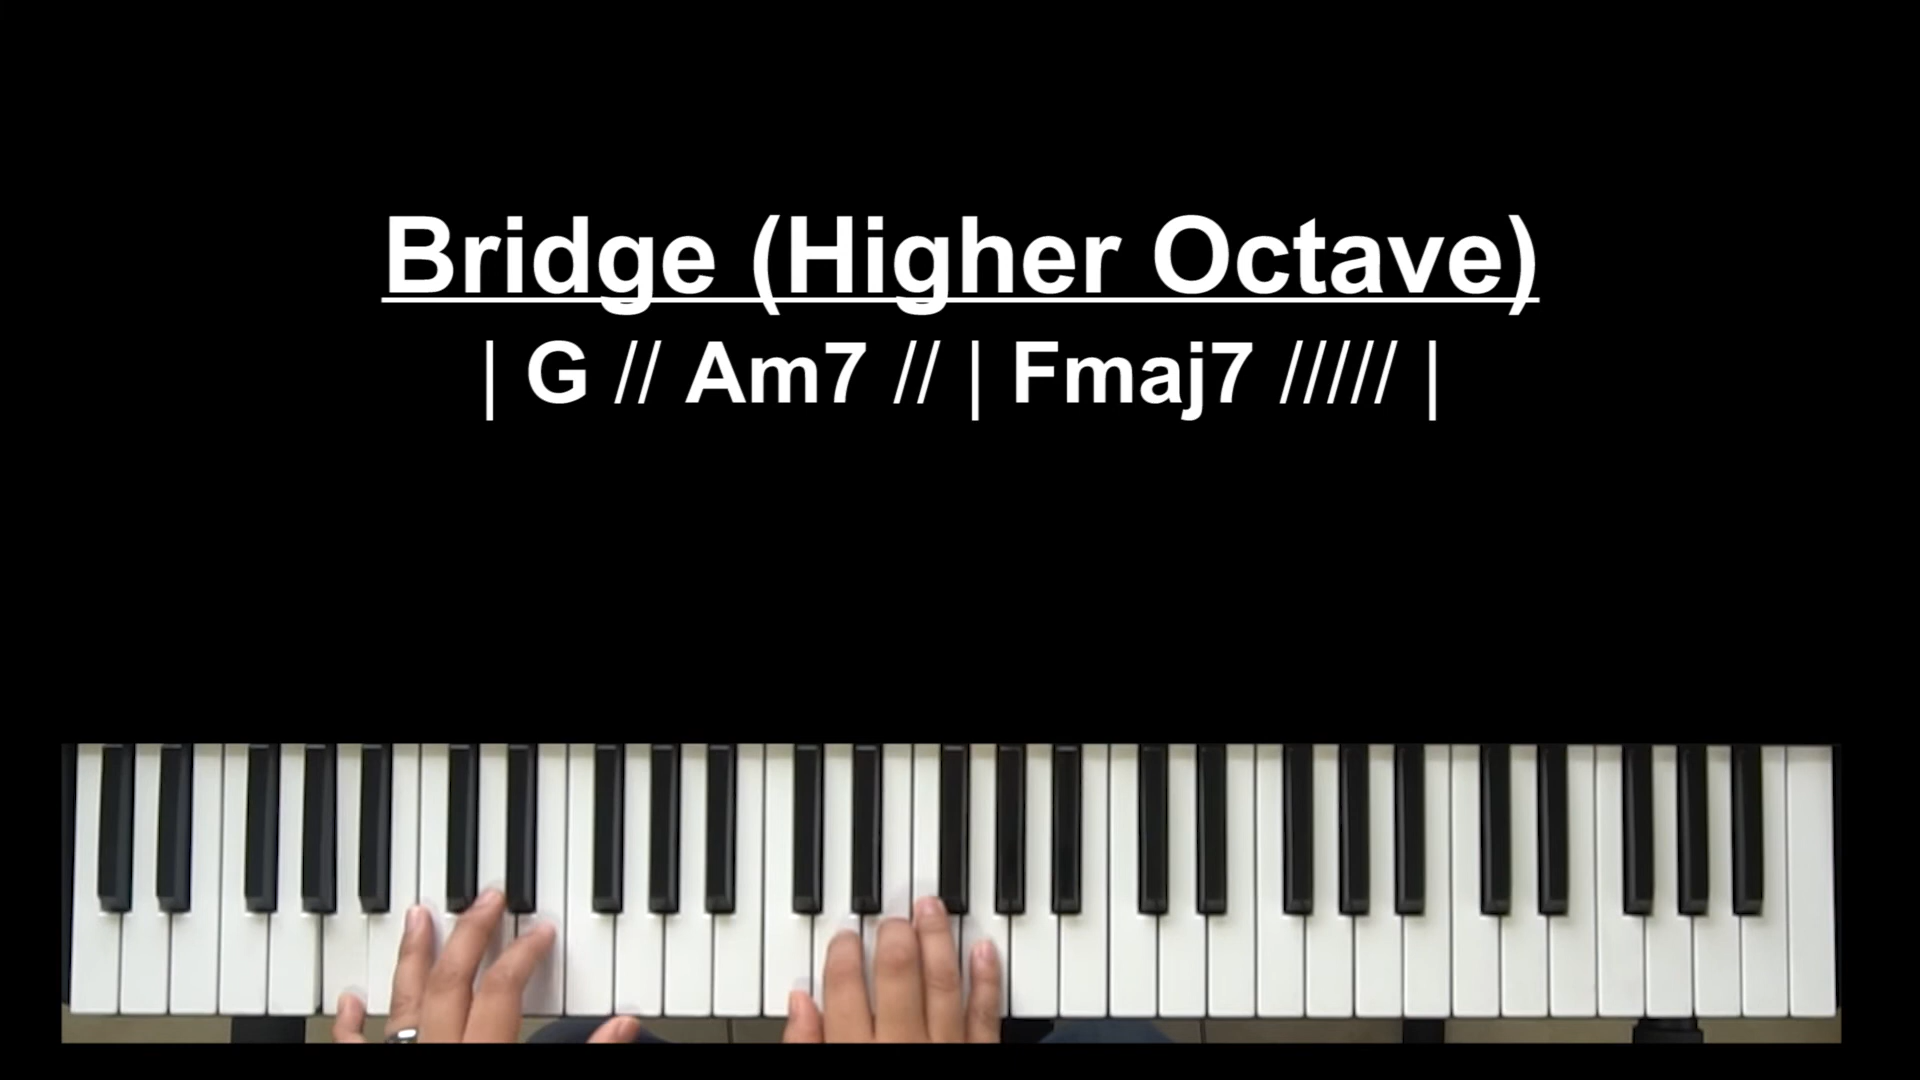 Bridge (Higher Octave)
| G // Am7 // | Fmaj7 ///// |